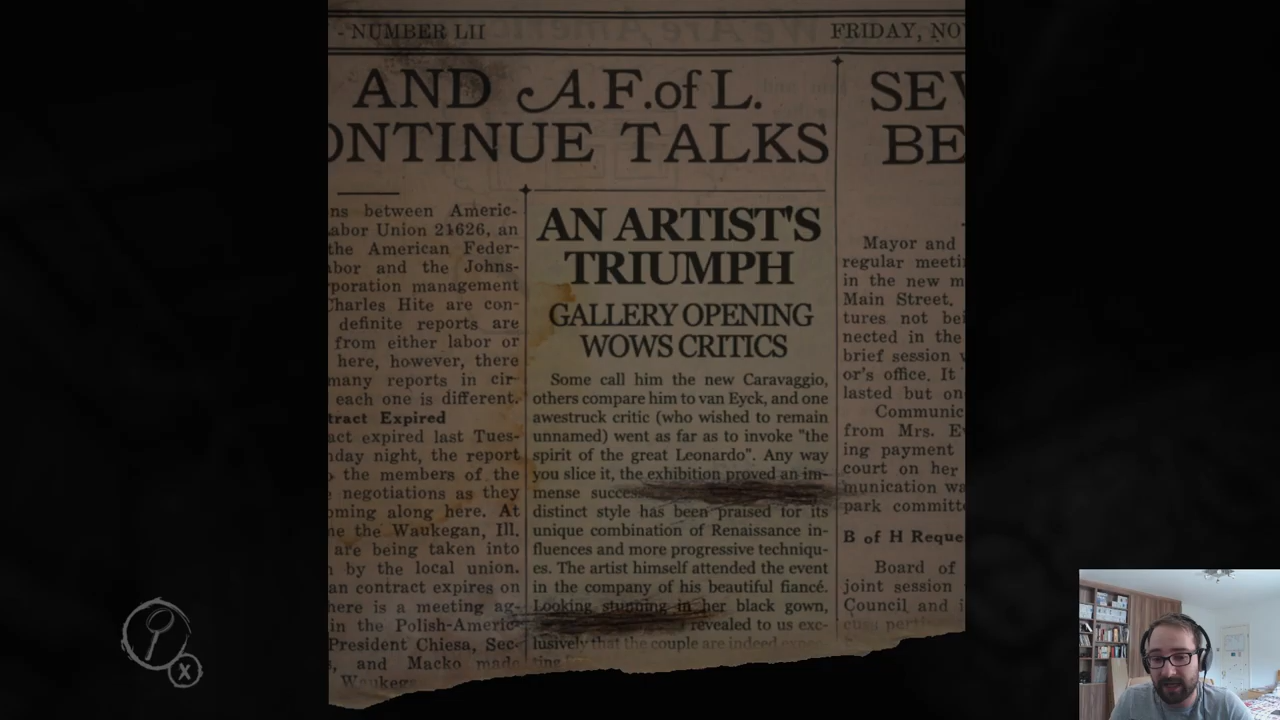 - NUMBER LII
FRIDAY, NO
AND A.F.of L.
ONTINUE TALKS
SE
BE
ns between Americ-
abor Union 21626, an
the American Feder-
bor and the Johns-
poration management
Charles Hite are con-
definite reports are
from either labor or
here, however, there
many reports in cir-
each one is different.
tract Expired
act expired last Tues-
day night, the report
the members of the
negotiations as they
oming along here. At
me the Waukegan, Ill.
are being taken into
by the local union.
an contract expires on
here is a meeting ag-
in the Polish-Americ-
President Chiesa, Sec-
, and Macko made
Waukega
AN ARTIST'S
TRIUMPH
GALLERY OPENING
WOWS CRITICS
Some call him the new Caravaggio,
others compare him to van Eyck, and one
awestruck critic (who wished to remain
unnamed) went as far as to invoke "the
spirit of the great Leonardo". Any way
you slice it, the exhibition proved an im-
mense succe
distinct style has been praised for its
unique combination of Renaissance in-
fluences and more progressive techniqu-
es. The artist himself attended the event
in the company of his beautiful fiancé.
Looking stunning in her black gown,
revealed to us exc-
lusively that the couple are indeed expec-
ting
Mayor and
regular meeti
in the new m
Main Street.
tures not bei
nected in the
brief session
or's office. It
lasted but on
Communic
from Mrs. E
ing payment
court on her
munication wa
park committe
B of H Reque
Board of
joint session
Council, and i
x